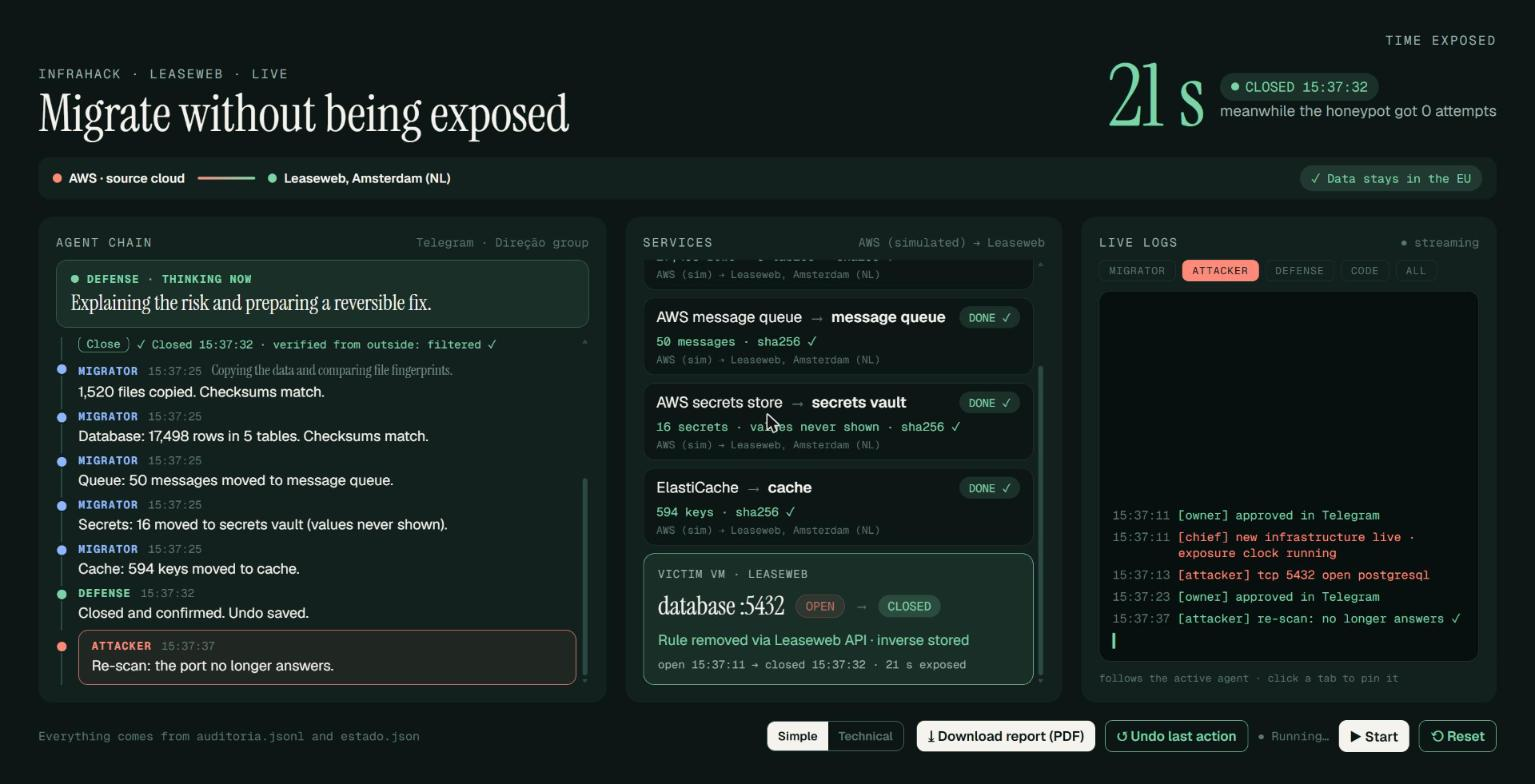 TIME EXPOSED
INFRAHACK · LEASEWEB · LIVE
Migrate without being exposed
21 s
● CLOSED 15:37:32
meanwhile the honeypot got 0 attempts
AWS · source cloud
Leaseweb, Amsterdam (NL)
✓ Data stays in the EU
AGENT CHAIN
Telegram · Direção group
DEFENSE · THINKING NOW
Explaining the risk and preparing a reversible fix.
Close ✓ Closed 15:37:32 · verified from outside: filtered ✓
MIGRATOR 15:37:25 Copying the data and comparing file fingerprints.
1,520 files copied. Checksums match.
MIGRATOR 15:37:25
Database: 17,498 rows in 5 tables. Checksums match.
MIGRATOR 15:37:25
Queue: 50 messages moved to message queue.
MIGRATOR 15:37:25
Secrets: 16 moved to secrets vault (values never shown).
MIGRATOR 15:37:25
Cache: 594 keys moved to cache.
DEFENSE 15:37:32
Closed and confirmed. Undo saved.
ATTACKER 15:37:37
Re-scan: the port no longer answers.
SERVICES
AWS (simulated) → Leaseweb
AWS (sim) → Leaseweb, Amsterdam (NL)
AWS message queue → message queue DONE ✓
50 messages · sha256 ✓
AWS (sim) → Leaseweb, Amsterdam (NL)
AWS secrets store → secrets vault DONE ✓
16 secrets · values never shown · sha256 ✓
AWS (sim) → Leaseweb, Amsterdam (NL)
ElastiCache → cache DONE ✓
594 keys · sha256 ✓
AWS (sim) → Leaseweb, Amsterdam (NL)
VICTIM VM · LEASEWEB
database :5432 OPEN → CLOSED
Rule removed via Leaseweb API · inverse stored
open 15:37:11 → closed 15:37:32 · 21 s exposed
LIVE LOGS
● streaming
MIGRATOR ATTACKER DEFENSE CODE ALL
15:37:11 [owner] approved in Telegram
15:37:11 [chief] new infrastructure live ·
exposure clock running
15:37:13 [attacker] tcp 5432 open postgresql
15:37:23 [owner] approved in Telegram
15:37:37 [attacker] re-scan: no longer answers ✓
follows the active agent · click a tab to pin it
Everything comes from auditoria.jsonl and estado.json
Simple Technical
⤓ Download report (PDF)
↺ Undo last action
● Running…
▶ Start
⟲ Reset